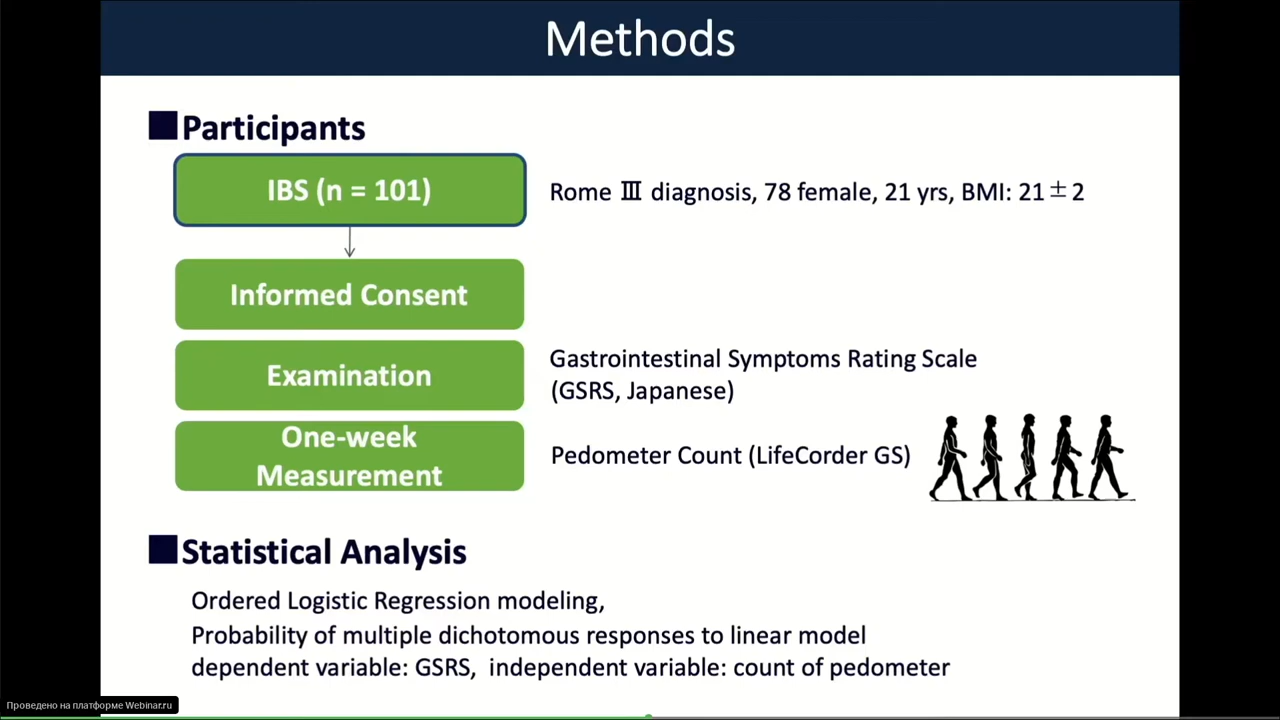 Methods
Participants
IBS (n = 101)
Rome Ⅲ diagnosis, 78 female, 21 yrs, BMI: 21±2
Informed Consent
Examination
Gastrointestinal Symptoms Rating Scale
(GSRS, Japanese)
One-week
Measurement
Pedometer Count (LifeCorder GS)
Statistical Analysis
Ordered Logistic Regression modeling,
Probability of multiple dichotomous responses to linear model
dependent variable: GSRS, independent variable: count of pedometer
Проведено на платформе Webinar.ru